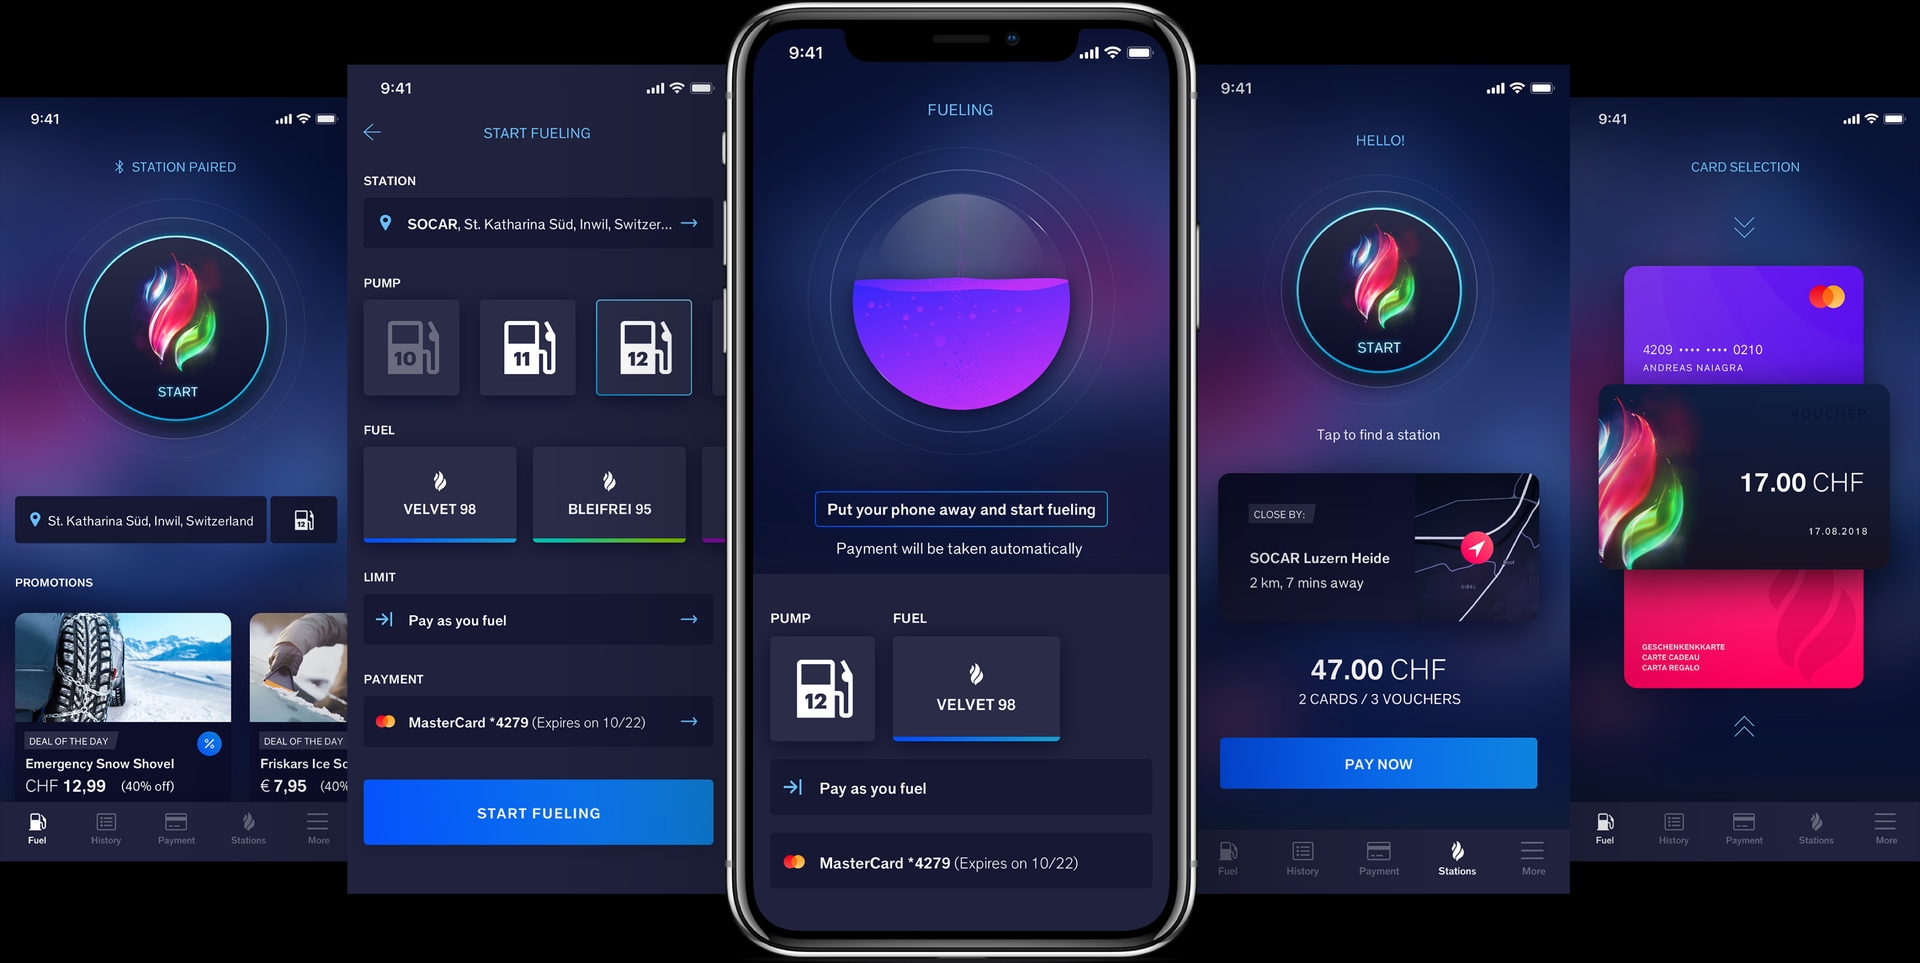 9:41
STATION PAIRED
START
St. Katharina Süd, Inwil, Switzerland
12
PROMOTIONS
DEAL OF THE DAY
%
Emergency Snow Shovel
CHF 12,99 (40% off)
DEAL OF THE DAY
Friskars Ice Sc
€ 7,95 (40%
Fuel
History
Payment
Stations
More
9:41
START FUELING
STATION
SOCAR, St. Katharina Süd, Inwil, Switzer...
PUMP
10
11
12
FUEL
VELVET 98
BLEIFREI 95
LIMIT
Pay as you fuel
PAYMENT
MasterCard *4279 (Expires on 10/22)
START FUELING
9:41
FUELING
Put your phone away and start fueling
Payment will be taken automatically
PUMP
FUEL
12
VELVET 98
Pay as you fuel
MasterCard *4279 (Expires on 10/22)
9:41
HELLO!
START
Tap to find a station
CLOSE BY:
SOCAR Luzern Heide
2 km, 7 mins away
GIBEL
47.00 CHF
2 CARDS / 3 VOUCHERS
PAY NOW
Fuel
History
Payment
Stations
More
9:41
CARD SELECTION
4209 •••• •••• 0210
ANDREAS NAIAGRA
VOUCHER
17.00 CHF
17.08.2018
GESCHENKENKKARTE
CARTE CADEAU
CARTA REGALO
Fuel
History
Payment
Stations
More